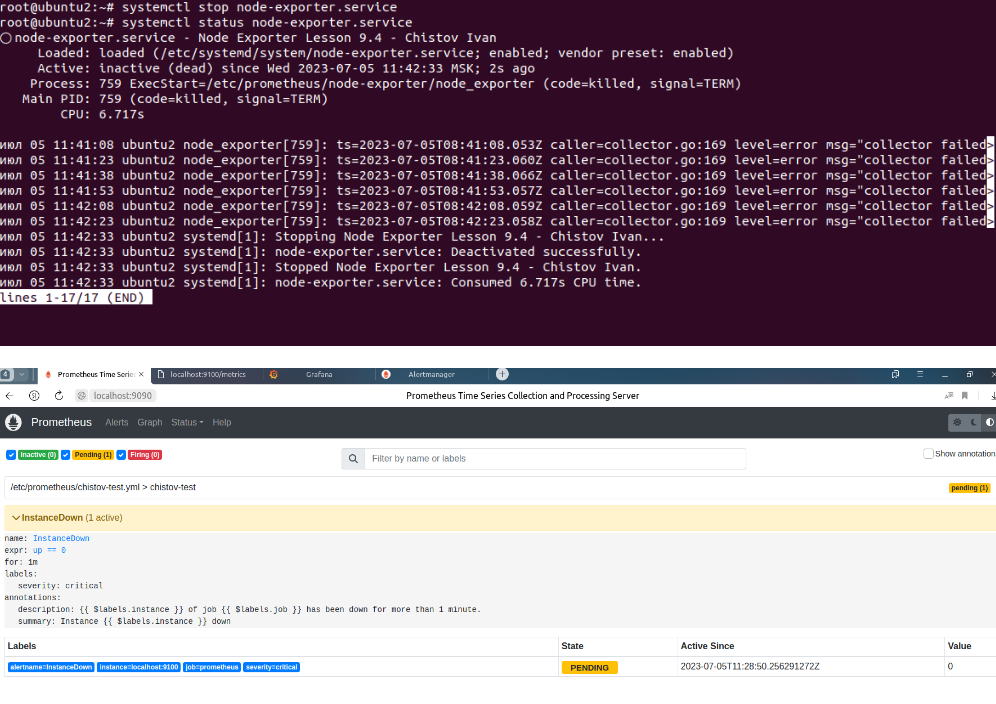 root@ubuntu2:~# systemctl stop node-exporter.service
root@ubuntu2:~# systemctl status node-exporter.service
node-exporter.service - Node Exporter Lesson 9.4 - Chistov Ivan
Loaded: loaded (/etc/systemd/system/node-exporter.service; enabled; vendor preset: enabled)
Active: inactive (dead) since Wed 2023-07-05 11:42:33 MSK; 2s ago
Process: 759 ExecStart=/etc/prometheus/node-exporter/node_exporter (code=killed, signal=TERM)
Main PID: 759 (code=killed, signal=TERM)
CPU: 6.717s
июл 05 11:41:08 ubuntu2 node_exporter[759]: ts=2023-07-05T08:41:08.053Z caller=collector.go:169 level=error msg="collector failed>
июл 05 11:41:23 ubuntu2 node_exporter[759]: ts=2023-07-05T08:41:23.060Z caller=collector.go:169 level=error msg="collector failed>
июл 05 11:41:38 ubuntu2 node_exporter[759]: ts=2023-07-05T08:41:38.066Z caller=collector.go:169 level=error msg="collector failed>
июл 05 11:41:53 ubuntu2 node_exporter[759]: ts=2023-07-05T08:41:53.057Z caller=collector.go:169 level=error msg="collector failed>
июл 05 11:42:08 ubuntu2 node_exporter[759]: ts=2023-07-05T08:42:08.059Z caller=collector.go:169 level=error msg="collector failed>
июл 05 11:42:23 ubuntu2 node_exporter[759]: ts=2023-07-05T08:42:23.058Z caller=collector.go:169 level=error msg="collector failed>
июл 05 11:42:33 ubuntu2 systemd[1]: Stopping Node Exporter Lesson 9.4 - Chistov Ivan...
июл 05 11:42:33 ubuntu2 systemd[1]: node-exporter.service: Deactivated successfully.
июл 05 11:42:33 ubuntu2 systemd[1]: Stopped Node Exporter Lesson 9.4 - Chistov Ivan.
июл 05 11:42:33 ubuntu2 systemd[1]: node-exporter.service: Consumed 6.717s CPU time.
lines 1-17/17 (END)
4 Prometheus Time Series localhost:9100/metrics Grafana Alertmanager
localhost:9090 Prometheus Time Series Collection and Processing Server
Prometheus Alerts Graph Status Help
Inactive (0) Pending (1) Firing (0) Filter by name or labels Show annotation
/etc/prometheus/chistov-test.yml > chistov-test pending (1)
InstanceDown (1 active)
name: InstanceDown
expr: up == 0
for: 1m
labels:
severity: critical
annotations:
description: {{ $labels.instance }} of job {{ $labels.job }} has been down for more than 1 minute.
summary: Instance {{ $labels.instance }} down
Labels State Active Since Value
alertname=InstanceDown instance=localhost:9100 job=prometheus severity=critical PENDING 2023-07-05T11:28:50.256291272Z 0